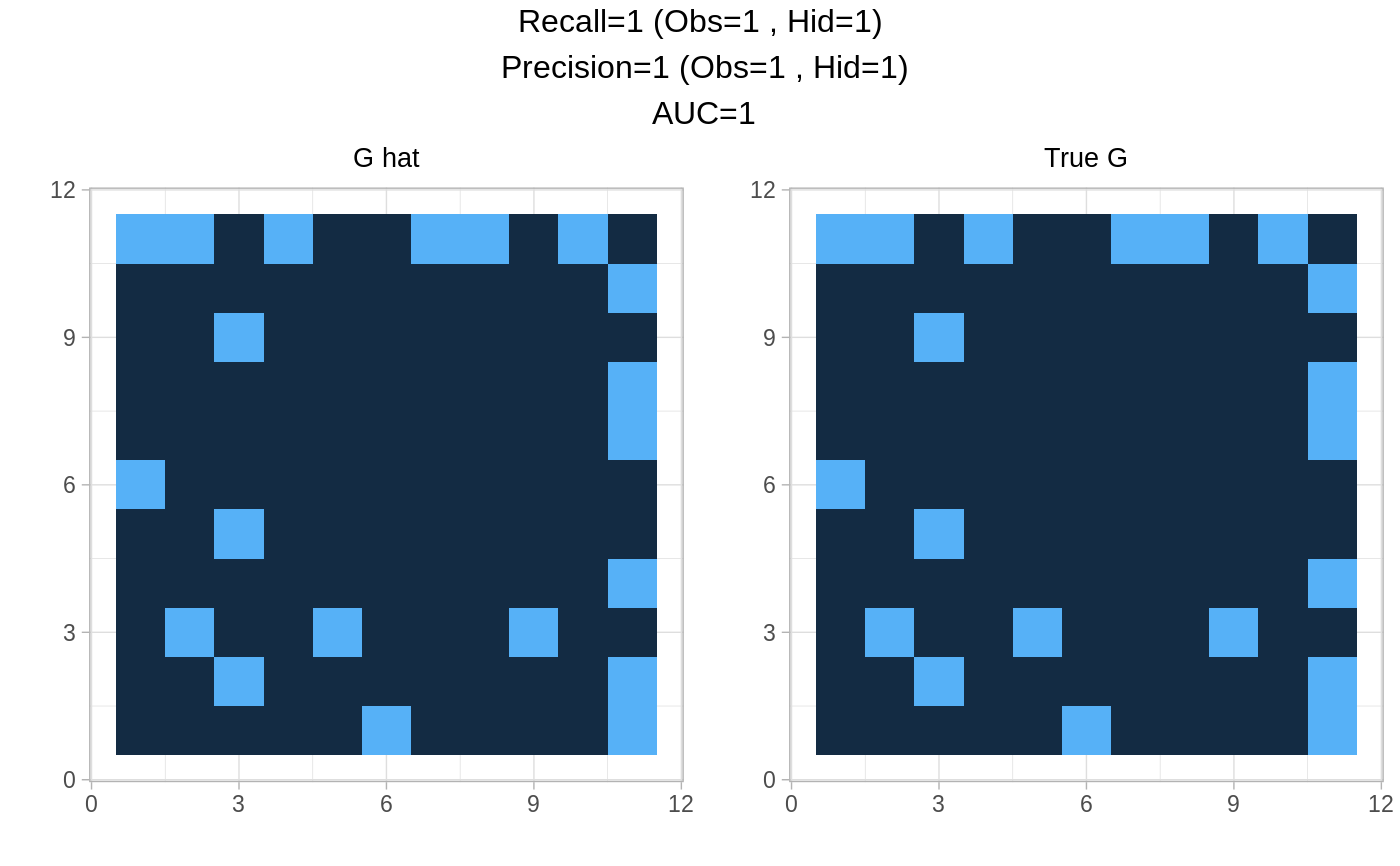 Recall=1 (Obs=1 , Hid=1)
Precision=1 (Obs=1 , Hid=1)
AUC=1
G hat
True G
12
9
6
3
0
0 3 6 9 12
12
9
6
3
0
0 3 6 9 12